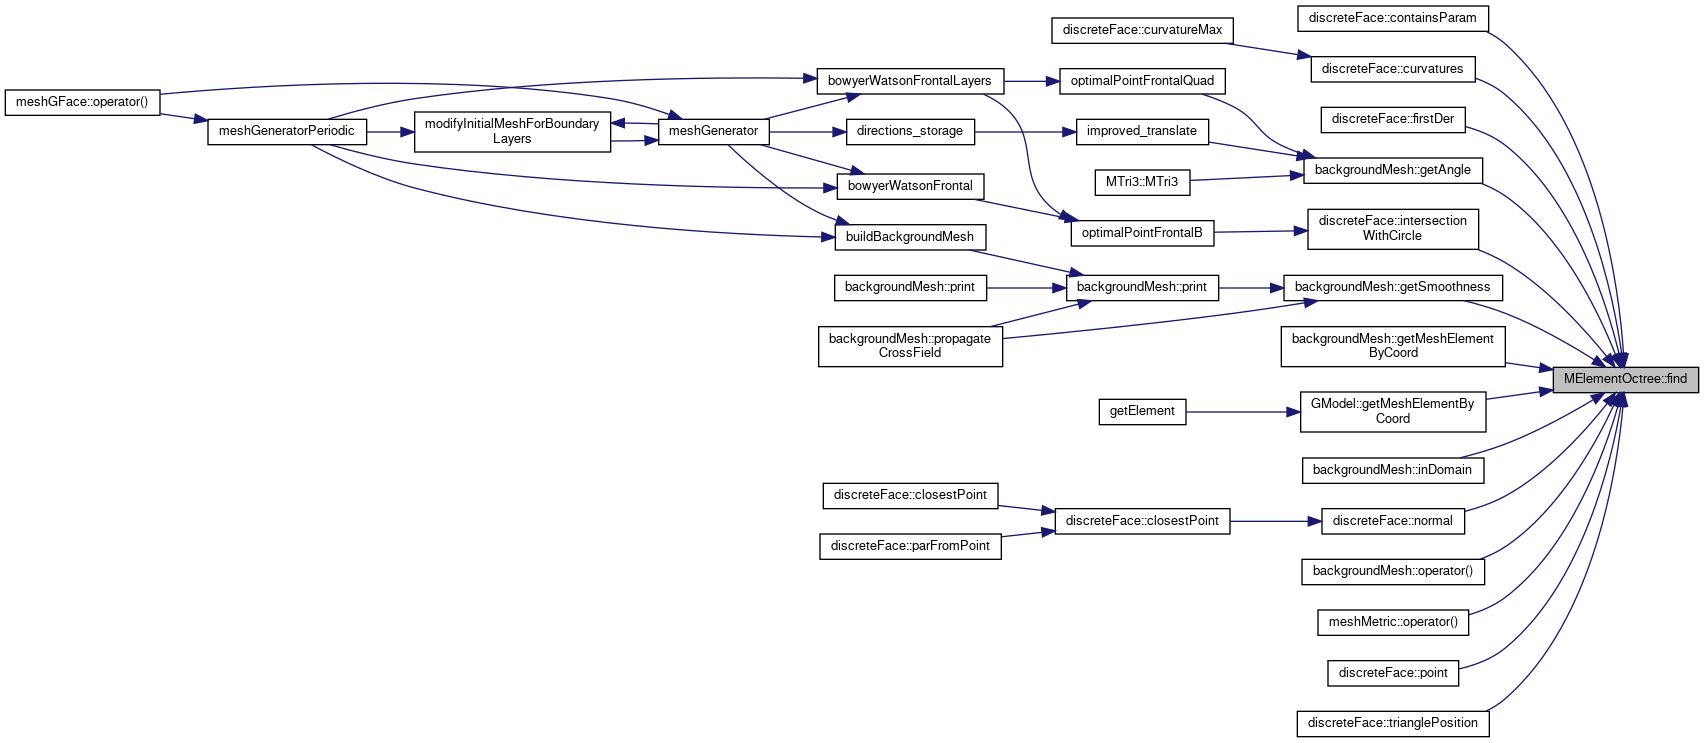 discreteFace::containsParam
discreteFace::curvatureMax
discreteFace::curvatures
bowyerWatsonFrontalLayers
optimalPointFrontalQuad
meshGFace::operator()
discreteFace::firstDer
meshGeneratorPeriodic
modifyInitialMeshForBoundary
Layers
meshGenerator
directions_storage
improved_translate
backgroundMesh::getAngle
MTri3::MTri3
bowyerWatsonFrontal
discreteFace::intersection
WithCircle
optimalPointFrontalB
buildBackgroundMesh
backgroundMesh::print
backgroundMesh::print
backgroundMesh::getSmoothness
backgroundMesh::propagate
CrossField
backgroundMesh::getMeshElement
ByCoord
MElementOctree::find
getElement
GModel::getMeshElementBy
Coord
backgroundMesh::inDomain
discreteFace::closestPoint
discreteFace::closestPoint
discreteFace::normal
discreteFace::parFromPoint
backgroundMesh::operator()
meshMetric::operator()
discreteFace::point
discreteFace::trianglePosition